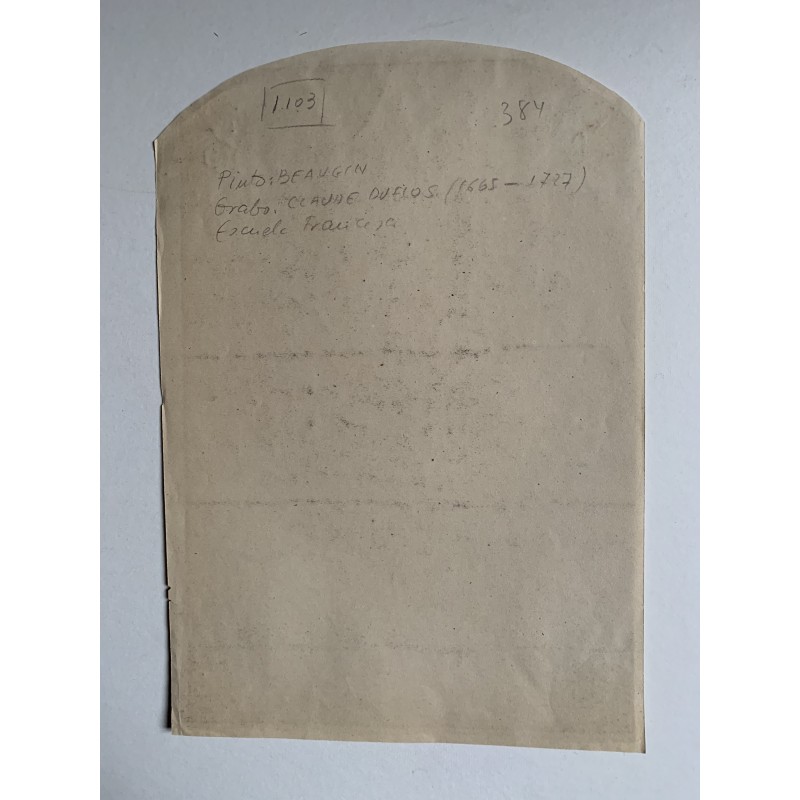 1.103
384
Pinto: BEAUGIN
Grabo. CLAUDE DUFLOS. (1665 - 1727)
Escuela Francesa